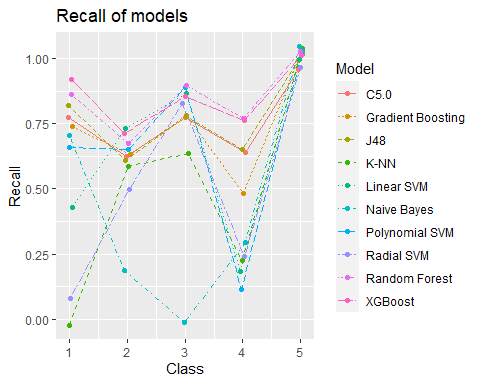 Recall of models
1.00
0.75
0.50
0.25
0.00
Recall
1 2 3 4 5
Class
Model
C5.0
Gradient Boosting
J48
K-NN
Linear SVM
Naive Bayes
Polynomial SVM
Radial SVM
Random Forest
XGBoost